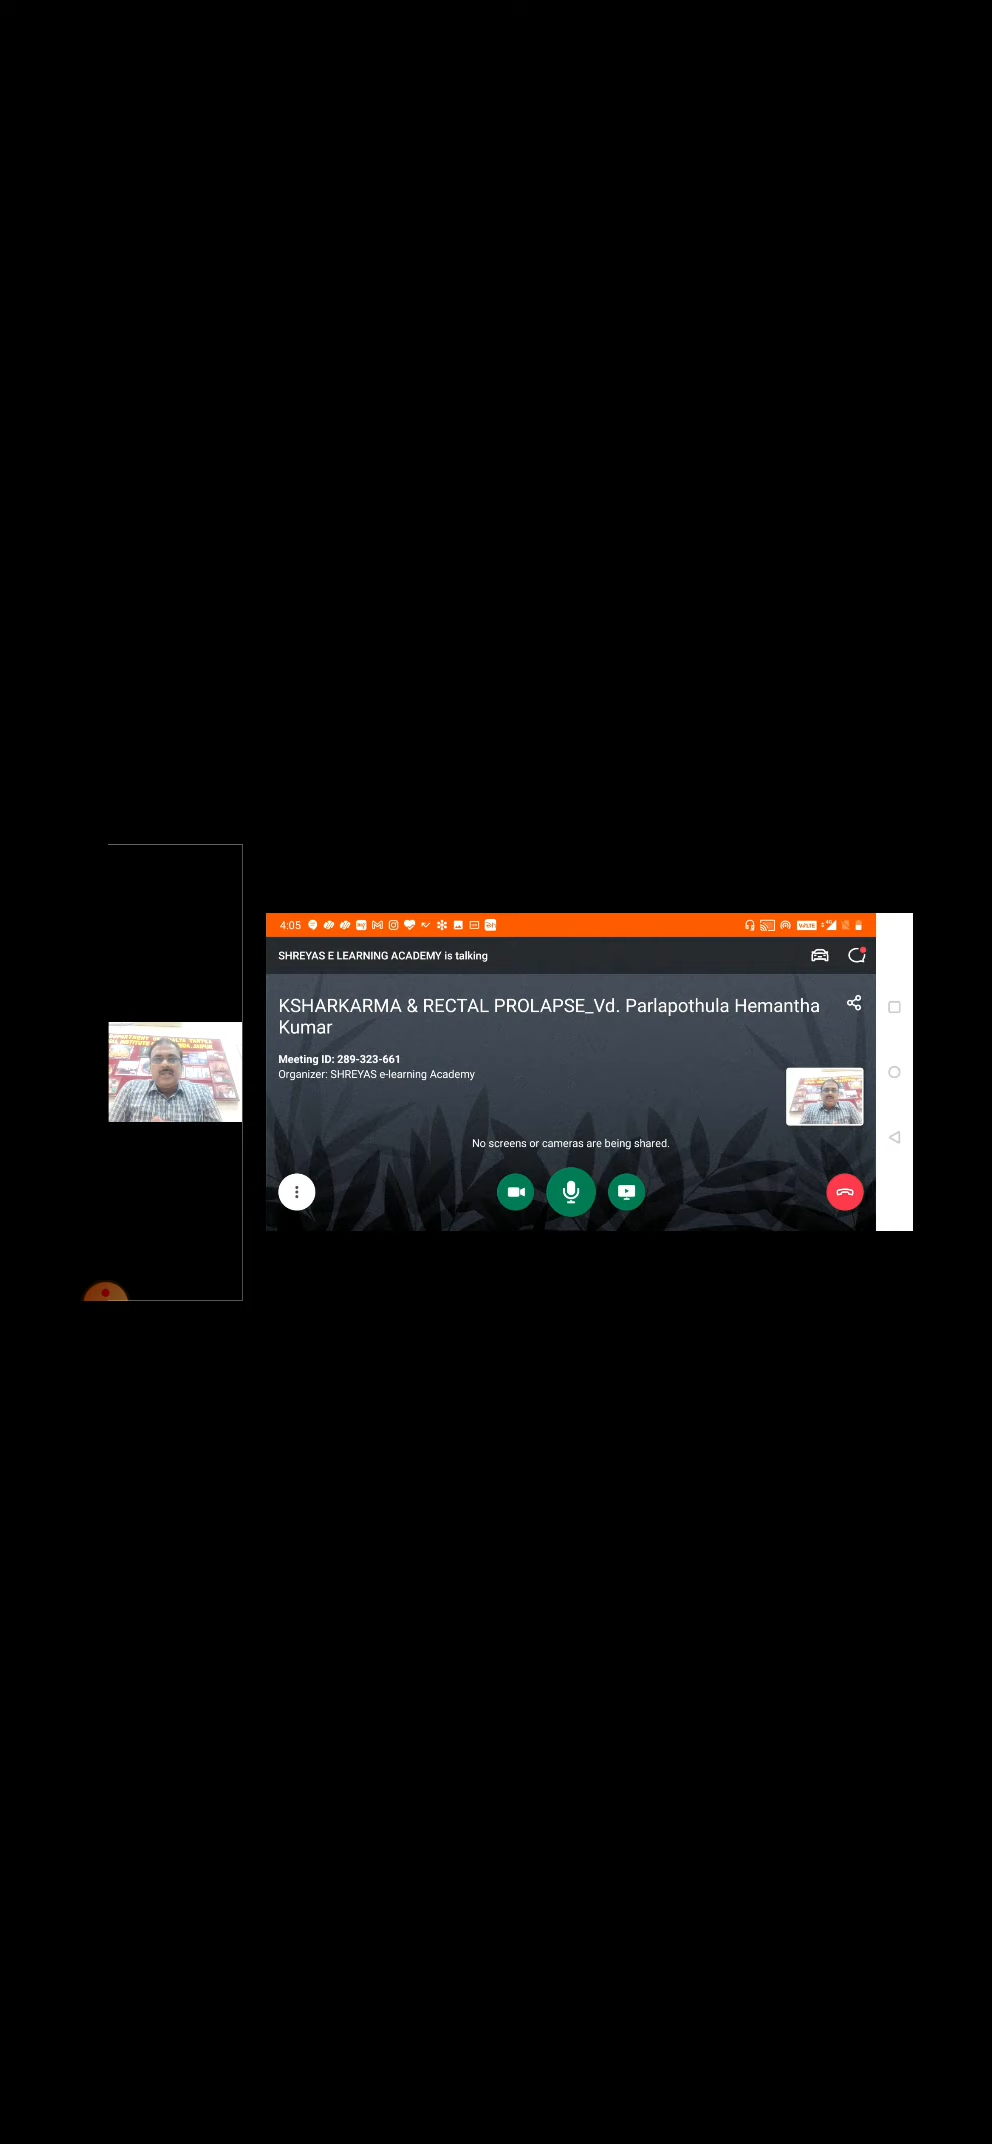 4:05
VoLTE
SHREYAS E LEARNING ACADEMY is talking
KSHARKARMA & RECTAL PROLAPSE_Vd. Parlapothula Hemantha
Kumar
Meeting ID: 289-323-661
Organizer: SHREYAS e-learning Academy
No screens or cameras are being shared.